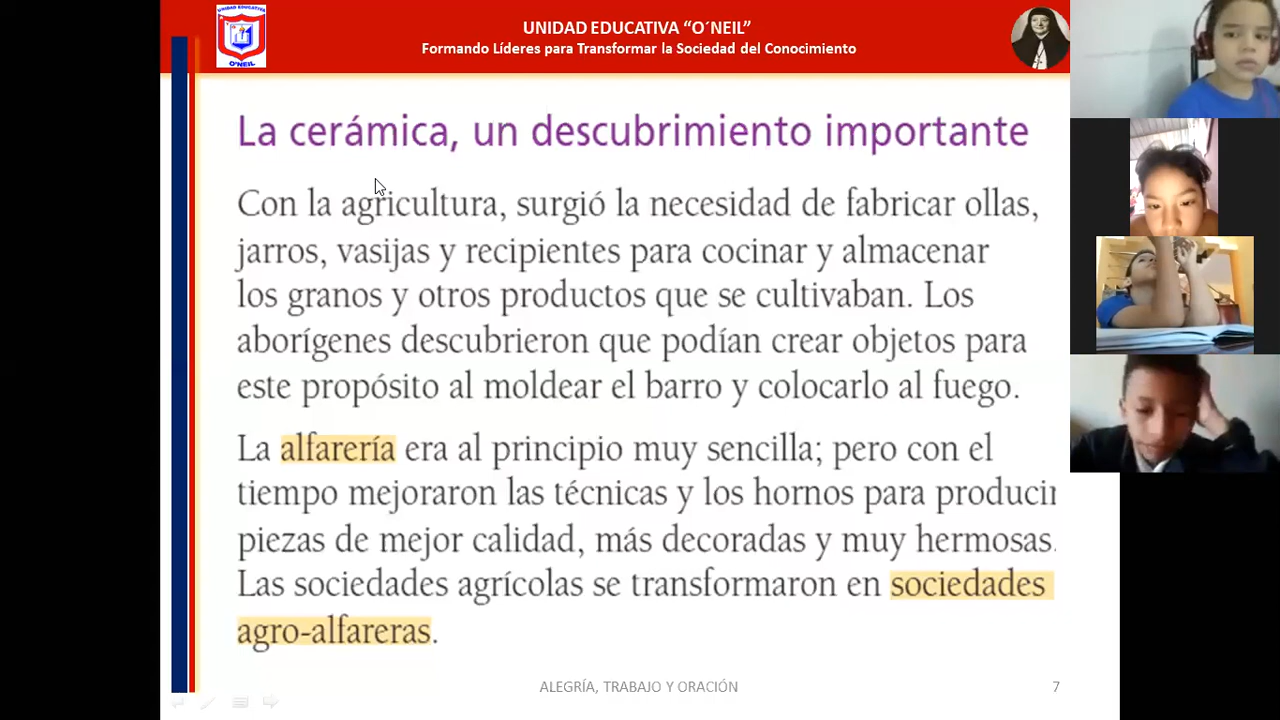 UNIDAD EDUCATIVA
O'NEIL
UNIDAD EDUCATIVA “O´NEIL”
Formando Líderes para Transformar la Sociedad del Conocimiento
La cerámica, un descubrimiento importante
Con la agricultura, surgió la necesidad de fabricar ollas,
jarros, vasijas y recipientes para cocinar y almacenar
los granos y otros productos que se cultivaban. Los
aborígenes descubrieron que podían crear objetos para
este propósito al moldear el barro y colocarlo al fuego.
La alfarería era al principio muy sencilla; pero con el
tiempo mejoraron las técnicas y los hornos para producir
piezas de mejor calidad, más decoradas y muy hermosas.
Las sociedades agrícolas se transformaron en sociedades
agro-alfareras.
ALEGRÍA, TRABAJO Y ORACIÓN
7